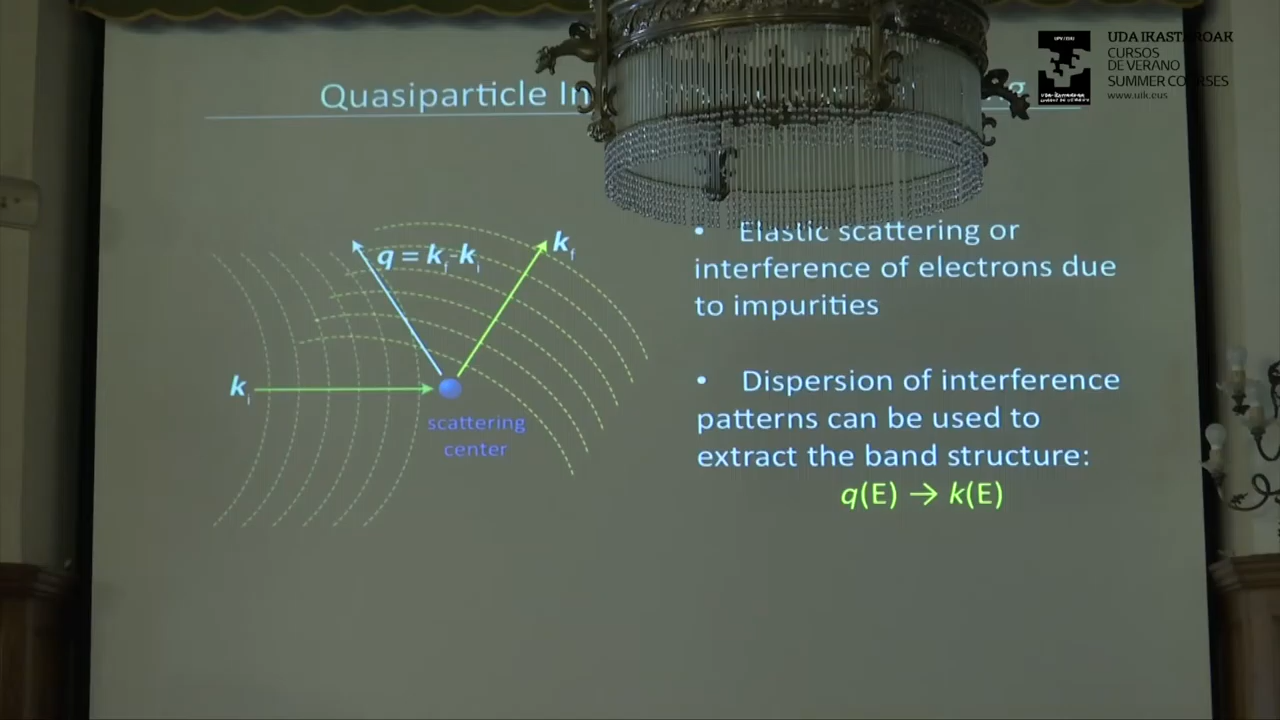 UDA IKASTAROAK
CURSOS
DE VERANO
SUMMER COURSES
www.uik.eus
Quasiparticle In
q = kf-ki
kf
ki
scattering
center
• Elastic scattering or
interference of electrons due
to impurities
• Dispersion of interference
patterns can be used to
extract the band structure:
q(E) → k(E)